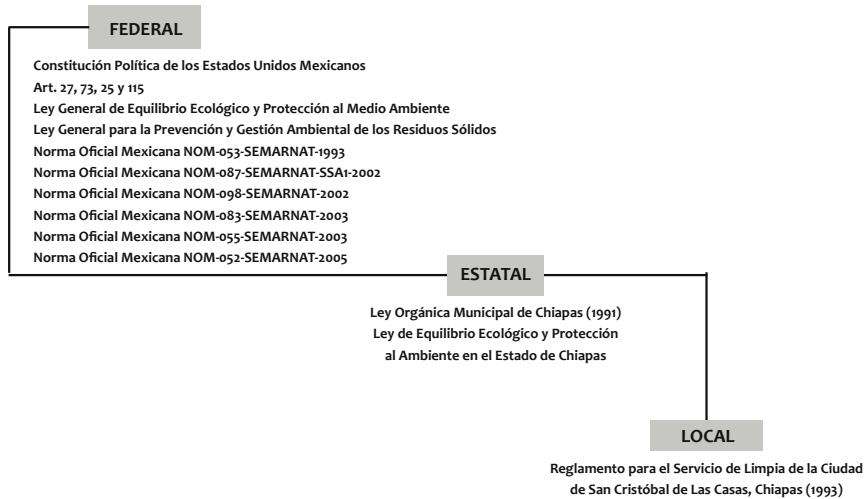 FEDERAL
Constitución Política de los Estados Unidos Mexicanos
Art. 27, 73, 25 y 115
Ley General de Equilibrio Ecológico y Protección al Medio Ambiente
Ley General para la Prevención y Gestión Ambiental de los Residuos Sólidos
Norma Oficial Mexicana NOM-053-SEMARNAT-1993
Norma Oficial Mexicana NOM-087-SEMARNAT-SSA1-2002
Norma Oficial Mexicana NOM-098-SEMARNAT-2002
Norma Oficial Mexicana NOM-083-SEMARNAT-2003
Norma Oficial Mexicana NOM-055-SEMARNAT-2003
Norma Oficial Mexicana NOM-052-SEMARNAT-2005
ESTATAL
Ley Orgánica Municipal de Chiapas (1991)
Ley de Equilibrio Ecológico y Protección
al Ambiente en el Estado de Chiapas
LOCAL
Reglamento para el Servicio de Limpia de la Ciudad
de San Cristóbal de Las Casas, Chiapas (1993)